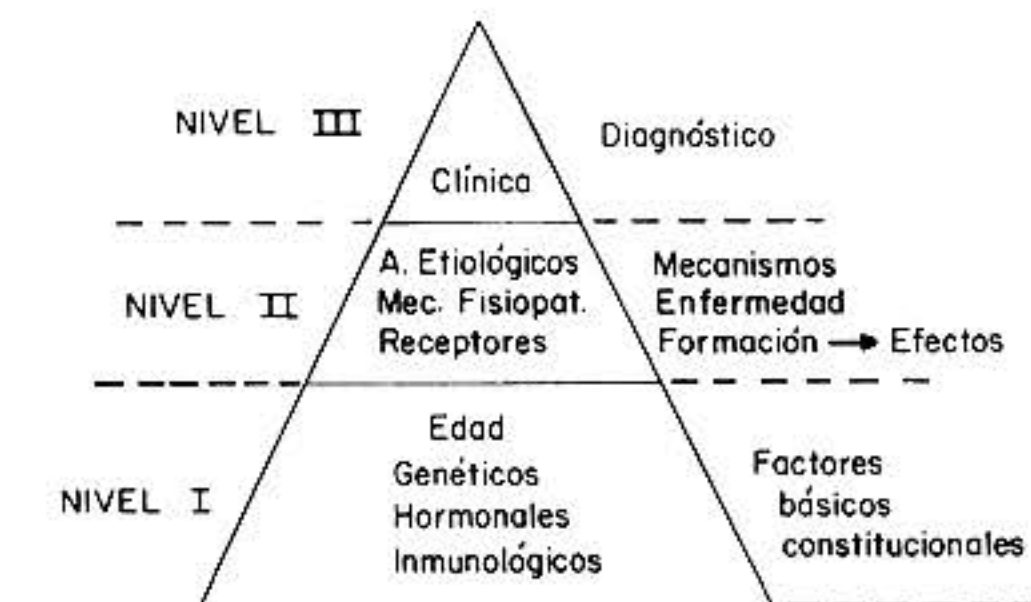 NIVEL III
Diagnóstico
Clínica
A. Etiológicos
Mec. Fisiopat.
Receptores
NIVEL II
Mecanismos
Enfermedad
Formación → Efectos
Edad
Genéticos
Hormonales
Inmunológicos
NIVEL I
Factores
básicos
constitucionales